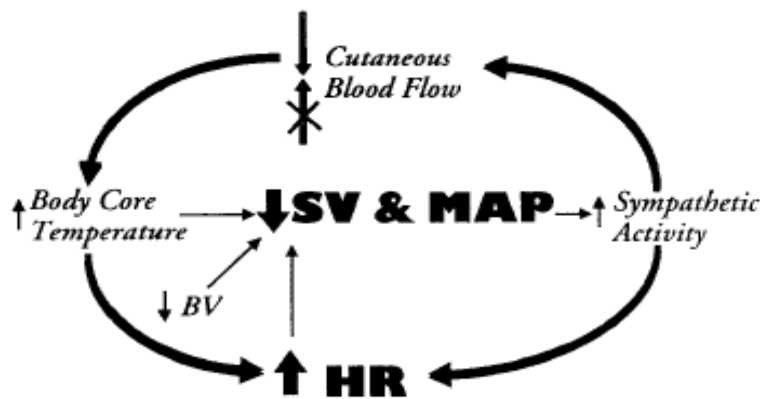 Cutaneous
Blood Flow
↑ Body Core
Temperature
↓ SV & MAP
↑ Sympathetic
Activity
↓ BV
↑ HR